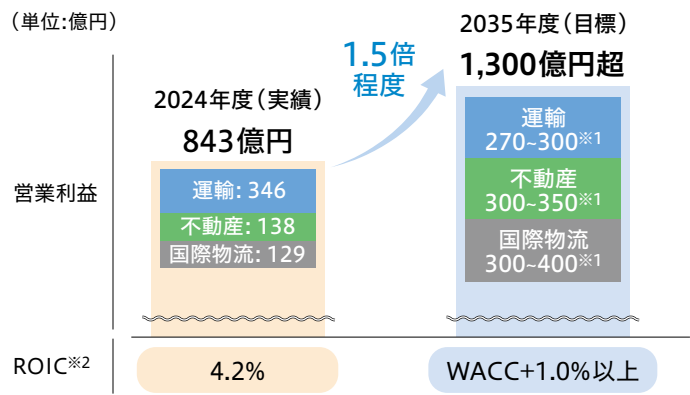 (単位:億円)
2035年度(目標)
1,300億円超
1.5倍
程度
2024年度(実績)
843億円
営業利益
運輸: 346
不動産: 138
国際物流: 129
運輸
270~300※1
不動産
300~350※1
国際物流
300~400※1
ROIC※2
4.2%
WACC+1.0%以上